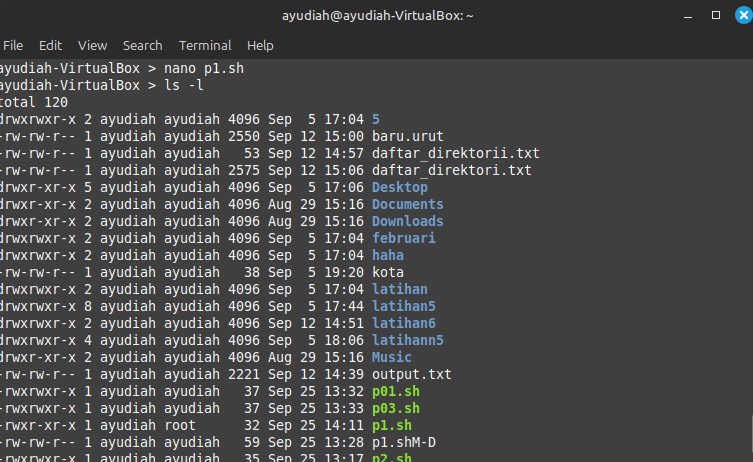 ayudiah@ayudiah-VirtualBox: ~
File Edit View Search Terminal Help
ayudiah-VirtualBox > nano p1.sh
ayudiah-VirtualBox > ls -l
total 120
drwxrwxr-x 2 ayudiah ayudiah 4096 Sep  5 17:04 5
-rw-rw-r-- 1 ayudiah ayudiah 2550 Sep 12 15:00 baru.urut
-rw-rw-r-- 1 ayudiah ayudiah   53 Sep 12 14:57 daftar_direktorii.txt
-rw-rw-r-- 1 ayudiah ayudiah 2575 Sep 12 15:06 daftar_direktori.txt
drwxr-xr-x 5 ayudiah ayudiah 4096 Sep  5 17:06 Desktop
drwxr-xr-x 2 ayudiah ayudiah 4096 Aug 29 15:16 Documents
drwxr-xr-x 2 ayudiah ayudiah 4096 Aug 29 15:16 Downloads
drwxrwxr-x 2 ayudiah ayudiah 4096 Sep  5 17:04 februari
drwxrwxr-x 2 ayudiah ayudiah 4096 Sep  5 17:04 haha
-rw-rw-r-- 1 ayudiah ayudiah   38 Sep  5 19:20 kota
drwxrwxr-x 2 ayudiah ayudiah 4096 Sep  5 17:04 latihan
drwxrwxr-x 8 ayudiah ayudiah 4096 Sep  5 17:44 latihan5
drwxrwxr-x 2 ayudiah ayudiah 4096 Sep 12 14:51 latihan6
drwxrwxr-x 4 ayudiah ayudiah 4096 Sep  5 18:06 latihann5
drwxr-xr-x 2 ayudiah ayudiah 4096 Aug 29 15:16 Music
-rw-rw-r-- 1 ayudiah ayudiah 2221 Sep 12 14:39 output.txt
-rwxrwxr-x 1 ayudiah ayudiah   37 Sep 25 13:32 p01.sh
-rwxrwxr-x 1 ayudiah ayudiah   37 Sep 25 13:33 p03.sh
-rwxr-xr-x 1 ayudiah root      32 Sep 25 14:11 p1.sh
-rw-rw-r-- 1 ayudiah ayudiah   59 Sep 25 13:28 p1.shM-D
-rwxrwxr-x 1 ayudiah ayudiah   35 Sep 25 13:17 p2.sh